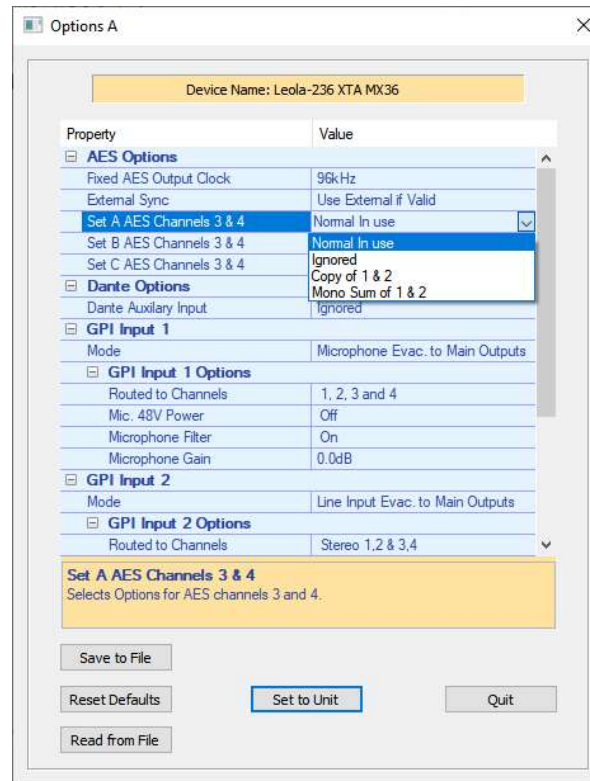 Options A
Device Name: Leola-236 XTA MX36
Property Value
AES Options
Fixed AES Output Clock 96kHz
External Sync Use External if Valid
Set A AES Channels 3 & 4 Normal In use
Set B AES Channels 3 & 4 Normal In use
Set C AES Channels 3 & 4 Ignored
Dante Options Copy of 1 & 2
Mono Sum of 1 & 2
Dante Auxilary Input Ignored
GPI Input 1
Mode Microphone Evac. to Main Outputs
GPI Input 1 Options
Routed to Channels 1, 2, 3 and 4
Mic. 48V Power Off
Microphone Filter On
Microphone Gain 0.0dB
GPI Input 2
Mode Line Input Evac. to Main Outputs
GPI Input 2 Options
Routed to Channels Stereo 1,2 & 3,4
Set A AES Channels 3 & 4
Selects Options for AES channels 3 and 4.
Save to File
Reset Defaults Set to Unit Quit
Read from File